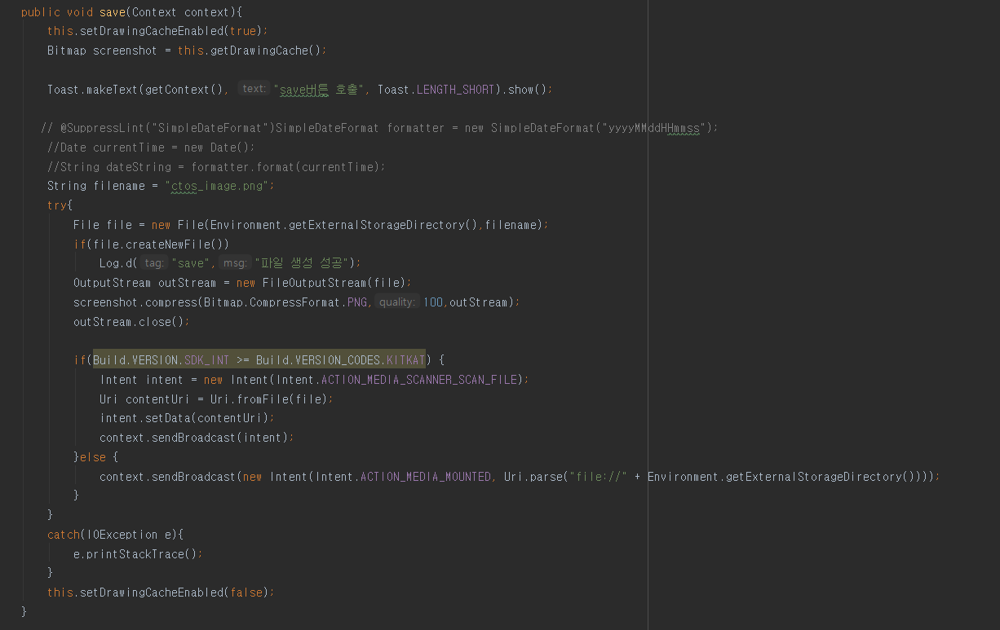 public void save(Context context){
this.setDrawingCacheEnabled(true);
Bitmap screenshot = this.getDrawingCache();
Toast.makeText(getContext(), text: "save버튼 호출", Toast.LENGTH_SHORT).show();
// @SuppressLint("SimpleDateFormat")SimpleDateFormat formatter = new SimpleDateFormat("yyyyMMddHHmmss");
//Date currentTime = new Date();
//String dateString = formatter.format(currentTime);
String filename = "ctos_image.png";
try{
File file = new File(Environment.getExternalStorageDirectory(),filename);
if(file.createNewFile())
Log.d( tag: "save", msg: "파일 생성 성공");
OutputStream outStream = new FileOutputStream(file);
screenshot.compress(Bitmap.CompressFormat.PNG, quality: 100,outStream);
outStream.close();
if(Build.VERSION.SDK_INT >= Build.VERSION_CODES.KITKAT) {
Intent intent = new Intent(Intent.ACTION_MEDIA_SCANNER_SCAN_FILE);
Uri contentUri = Uri.fromFile(file);
intent.setData(contentUri);
context.sendBroadcast(intent);
}else {
context.sendBroadcast(new Intent(Intent.ACTION_MEDIA_MOUNTED, Uri.parse("file://" + Environment.getExternalStorageDirectory())));
}
}
catch(IOException e){
e.printStackTrace();
}
this.setDrawingCacheEnabled(false);
}